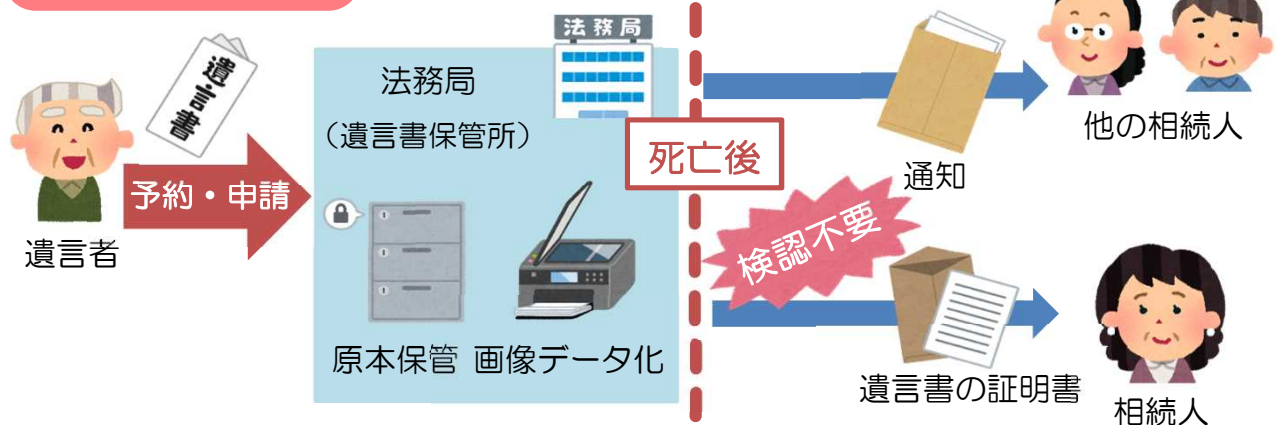 遺言書
予約・申請
遺言者
法務局
法務局
（遺言書保管所）
原本保管 画像データ化
死亡後
通知
他の相続人
検認不要
遺言書の証明書
相続人